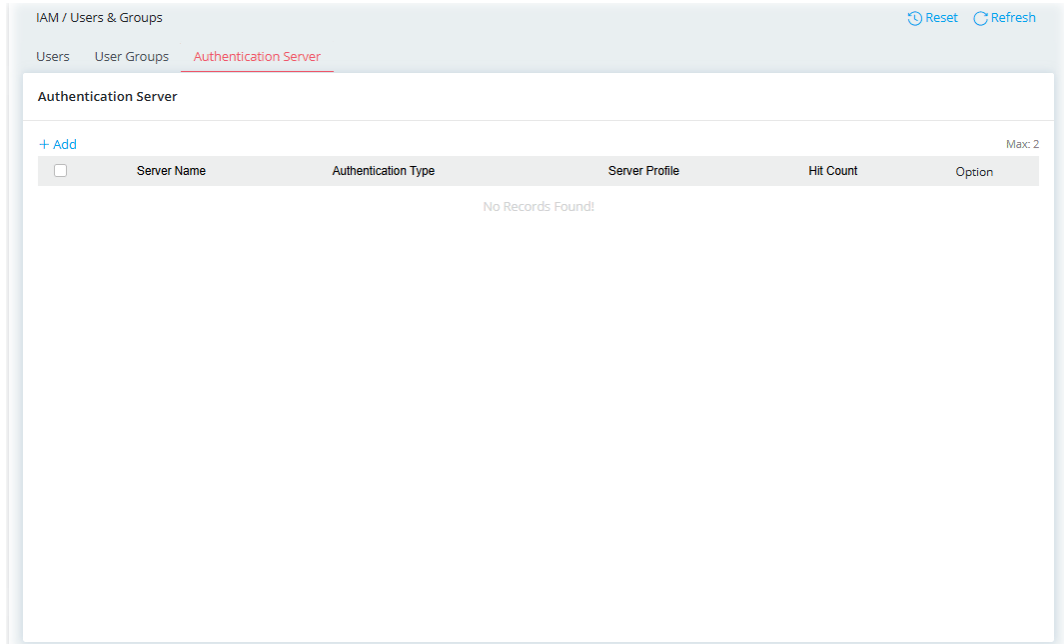 IAM / Users & Groups Reset Refresh
Users User Groups Authentication Server
Authentication Server
+ Add Max: 2
Server Name Authentication Type Server Profile Hit Count Option
No Records Found!